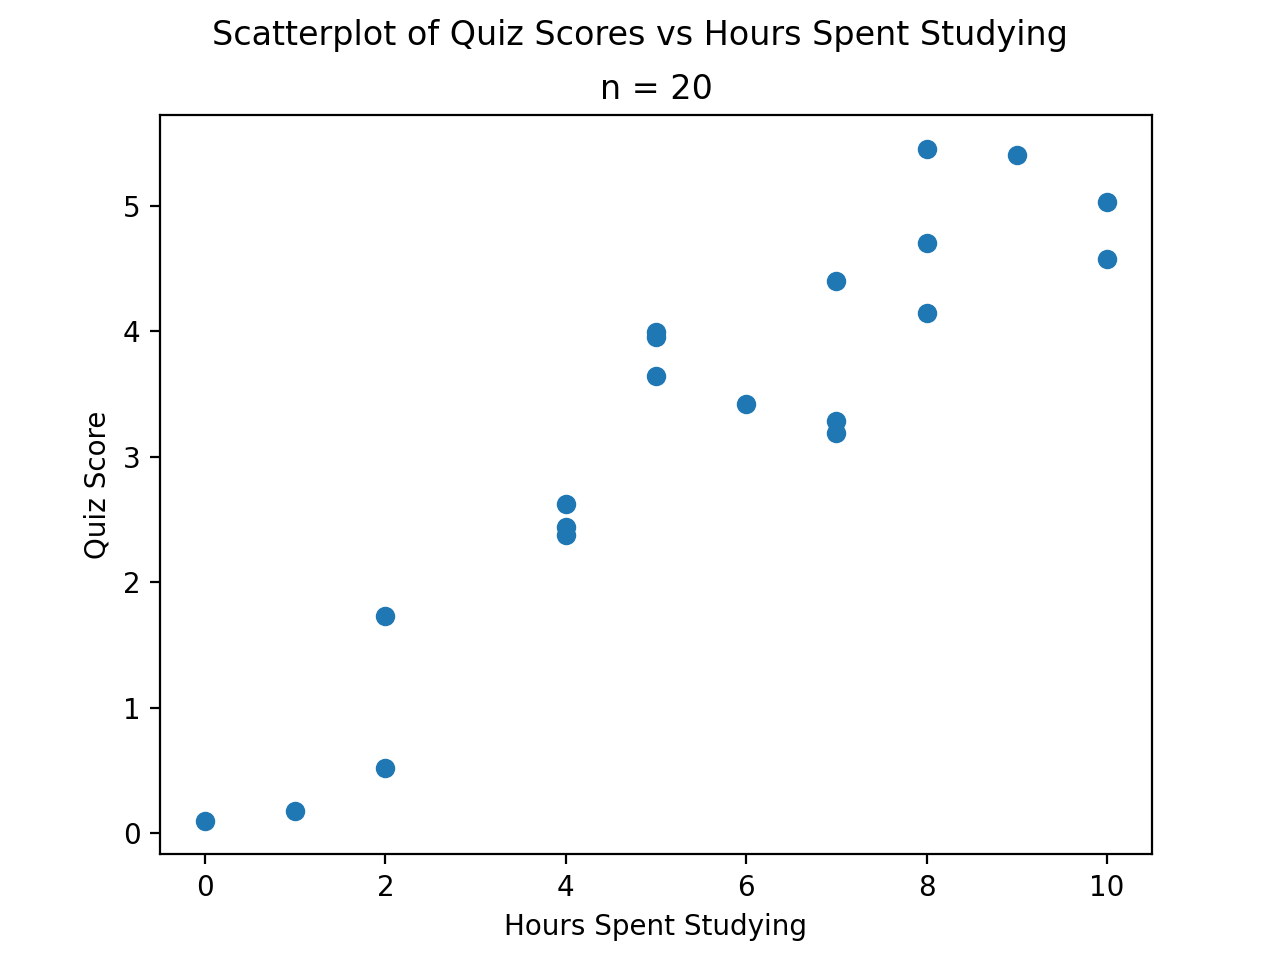 Scatterplot of Quiz Scores vs Hours Spent Studying
n = 20
5
4
3
2
1
0
Quiz Score
0 2 4 6 8 10
Hours Spent Studying